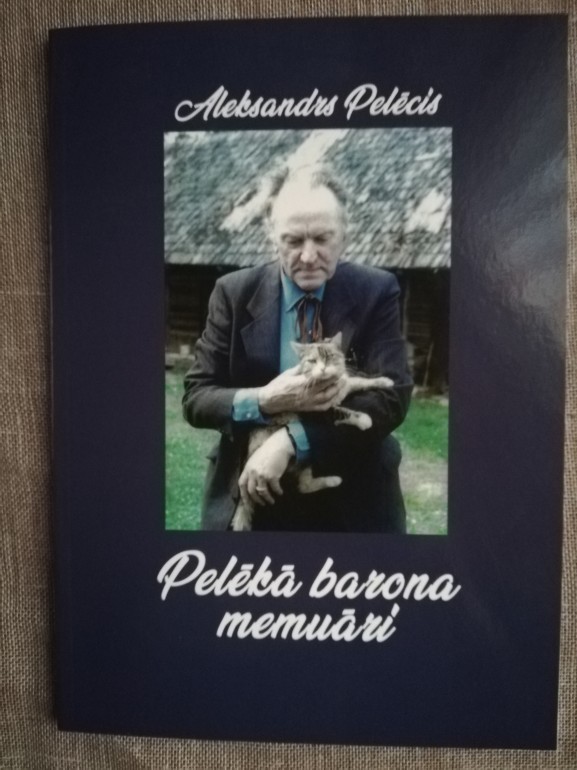 Aleksandrs Pelēcis
Pelēkā barona
memuāri